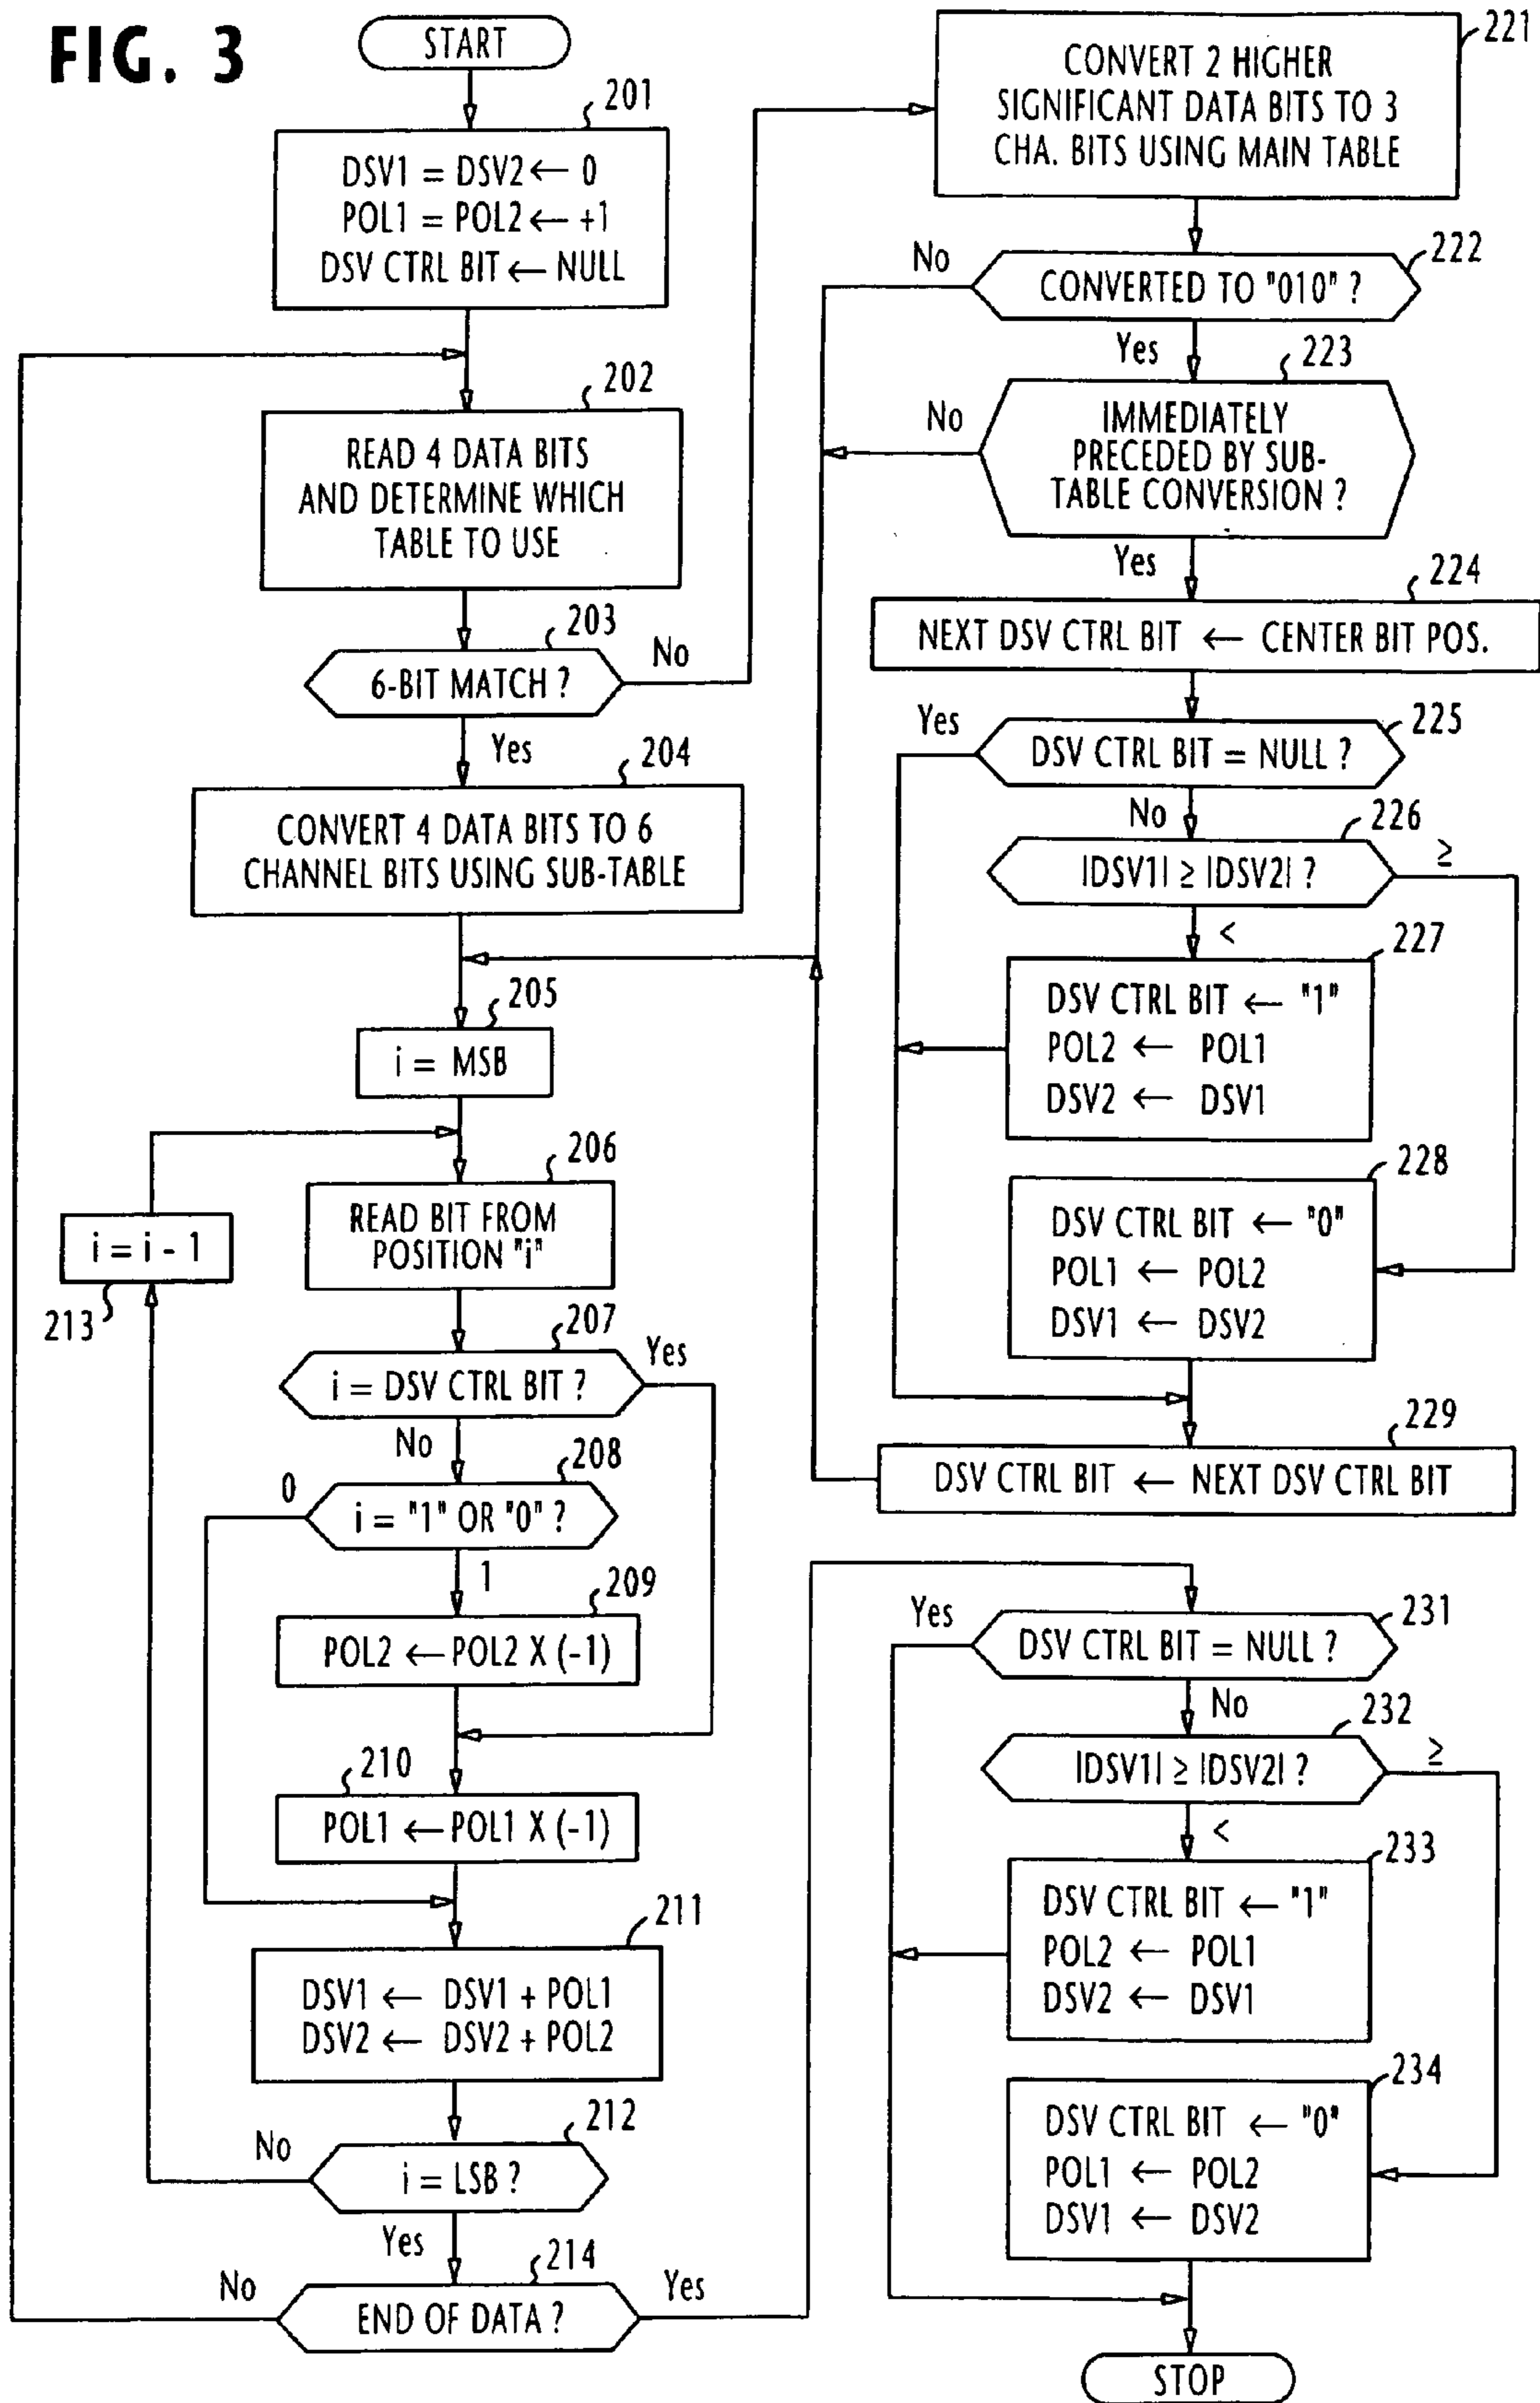 FIG. 3
START
201
DSV1 = DSV2 ← 0
POL1 = POL2 ← +1
DSV CTRL BIT ← NULL
202
READ 4 DATA BITS
AND DETERMINE WHICH
TABLE TO USE
203
6-BIT MATCH ?
No
Yes
204
CONVERT 4 DATA BITS TO 6
CHANNEL BITS USING SUB-TABLE
205
i = MSB
206
READ BIT FROM
POSITION "i"
i = i - 1
213
207
i = DSV CTRL BIT ?
Yes
No
208
i = "1" OR "0" ?
0
1
209
POL2 ← POL2 X (-1)
210
POL1 ← POL1 X (-1)
211
DSV1 ← DSV1 + POL1
DSV2 ← DSV2 + POL2
212
i = LSB ?
No
Yes
214
END OF DATA ?
No
Yes
221
CONVERT 2 HIGHER
SIGNIFICANT DATA BITS TO 3
CHA. BITS USING MAIN TABLE
222
CONVERTED TO "010" ?
No
Yes
223
IMMEDIATELY
PRECEDED BY SUB-
TABLE CONVERSION ?
No
Yes
224
NEXT DSV CTRL BIT ← CENTER BIT POS.
225
DSV CTRL BIT = NULL ?
Yes
No
226
|DSV1| ≥ |DSV2| ?
≥
<
227
DSV CTRL BIT ← "1"
POL2 ← POL1
DSV2 ← DSV1
228
DSV CTRL BIT ← "0"
POL1 ← POL2
DSV1 ← DSV2
229
DSV CTRL BIT ← NEXT DSV CTRL BIT
231
DSV CTRL BIT = NULL ?
Yes
No
232
|DSV1| ≥ |DSV2| ?
≥
<
233
DSV CTRL BIT ← "1"
POL2 ← POL1
DSV2 ← DSV1
234
DSV CTRL BIT ← "0"
POL1 ← POL2
DSV1 ← DSV2
STOP